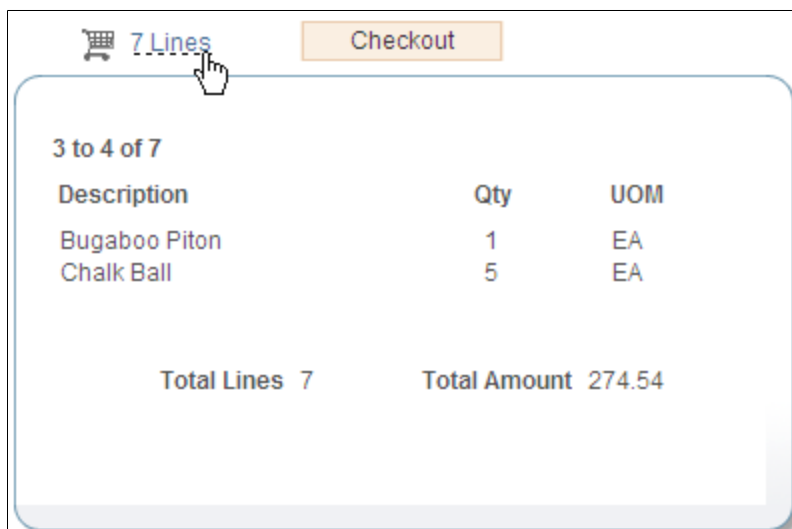 7 Lines Checkout
3 to 4 of 7
Description Qty UOM
Bugaboo Piton 1 EA
Chalk Ball 5 EA
Total Lines 7 Total Amount 274.54